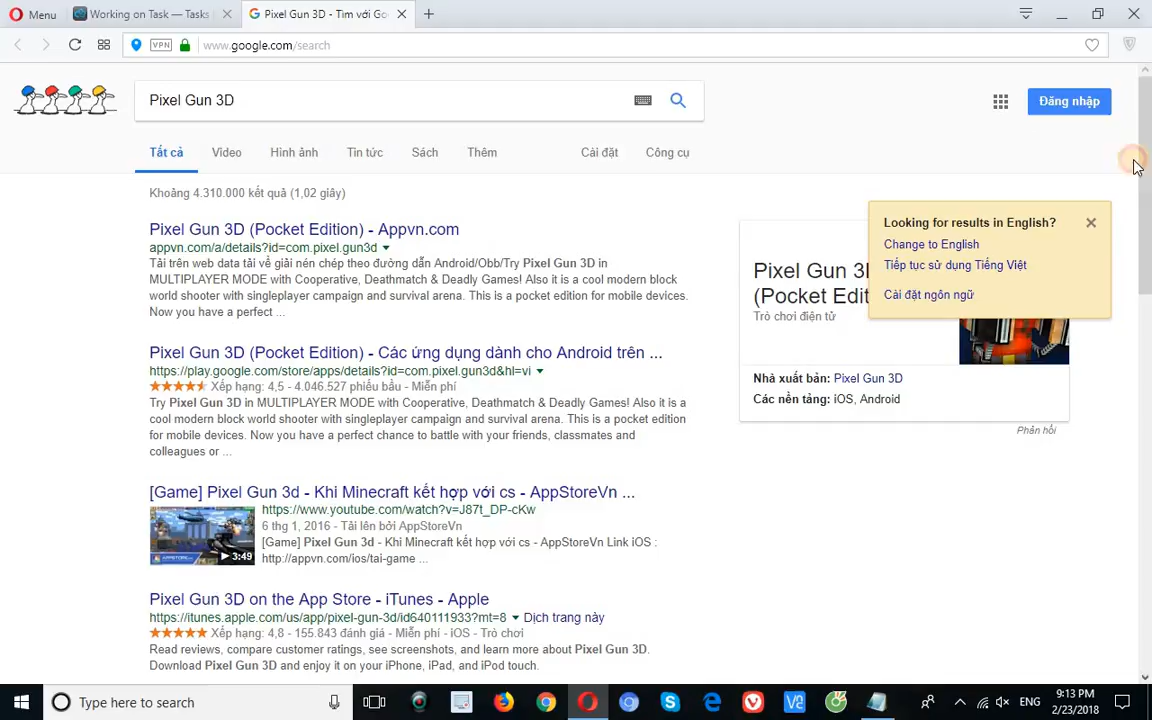 Menu
Working on Task — Tasks
Pixel Gun 3D - Tìm với Go
VPN
www.google.com/search
Pixel Gun 3D
Đăng nhập
Tất cả
Video
Hình ảnh
Tin tức
Sách
Thêm
Cài đặt
Công cụ
Khoảng 4.310.000 kết quả (1,02 giây)
Pixel Gun 3D (Pocket Edition) - Appvn.com
appvn.com/a/details?id=com.pixel.gun3d
Tải trên web data tải về giải nén chép theo đường dẫn Android/Obb/Try Pixel Gun 3D in
MULTIPLAYER MODE with Cooperative, Deathmatch & Deadly Games! Also it is a cool modern block
world shooter with singleplayer campaign and survival arena. This is a pocket edition for mobile devices.
Now you have a perfect ...
Pixel Gun 3D (Pocket Edition) - Các ứng dụng dành cho Android trên ...
https://play.google.com/store/apps/details?id=com.pixel.gun3d&hl=vi
Xếp hạng: 4,5 - 4.046.527 phiếu bầu - Miễn phí
Try Pixel Gun 3D in MULTIPLAYER MODE with Cooperative, Deathmatch & Deadly Games! Also it is a
cool modern block world shooter with singleplayer campaign and survival arena. This is a pocket edition
for mobile devices. Now you have a perfect chance to battle with your friends, classmates and
colleagues or ...
[Game] Pixel Gun 3d - Khi Minecraft kết hợp với cs - AppStoreVn ...
https://www.youtube.com/watch?v=J87t_DP-cKw
6 thg 1, 2016 - Tải lên bởi AppStoreVn
[Game] Pixel Gun 3d - Khi Minecraft kết hợp với cs - AppStoreVn Link iOS :
http://appvn.com/ios/tai-game ...
3:49
Pixel Gun 3D on the App Store - iTunes - Apple
https://itunes.apple.com/us/app/pixel-gun-3d/id640111933?mt=8
Dịch trang này
Xếp hạng: 4,8 - 155.843 đánh giá - Miễn phí - iOS - Trò chơi
Read reviews, compare customer ratings, see screenshots, and learn more about Pixel Gun 3D.
Download Pixel Gun 3D and enjoy it on your iPhone, iPad, and iPod touch.
Looking for results in English?
Change to English
Tiếp tục sử dụng Tiếng Việt
Cài đặt ngôn ngữ
Pixel Gun 3
(Pocket Edit
Trò chơi điện tử
Nhà xuất bản: Pixel Gun 3D
Các nền tảng: iOS, Android
Phản hồi
Type here to search
ENG
9:13 PM
2/23/2018